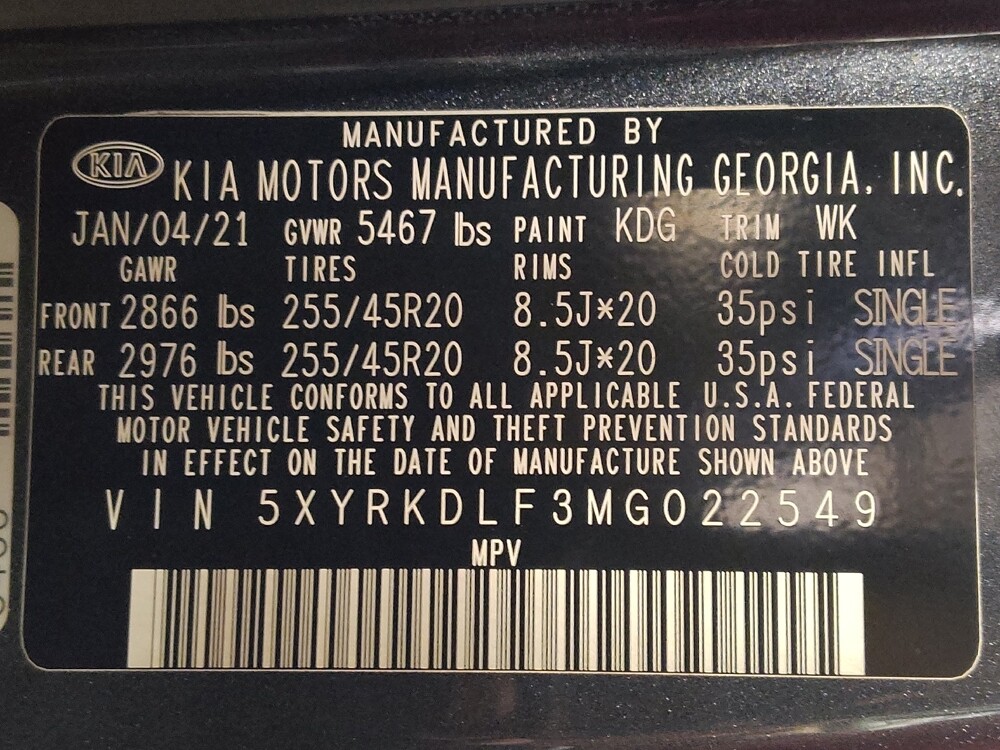 MANUFACTURED BY
KIA KIA MOTORS MANUFACTURING GEORGIA, INC.
JAN/04/21 GVWR 5467 lbs PAINT KDG TRIM WK
GAWR TIRES RIMS COLD TIRE INFL
FRONT 2866 lbs 255/45R20 8.5J*20 35psi SINGLE
REAR 2976 lbs 255/45R20 8.5J*20 35psi SINGLE
THIS VEHICLE CONFORMS TO ALL APPLICABLE U.S.A. FEDERAL
MOTOR VEHICLE SAFETY AND THEFT PREVENTION STANDARDS
IN EFFECT ON THE DATE OF MANUFACTURE SHOWN ABOVE
VIN 5XYRKDLF3MG022549
MPV